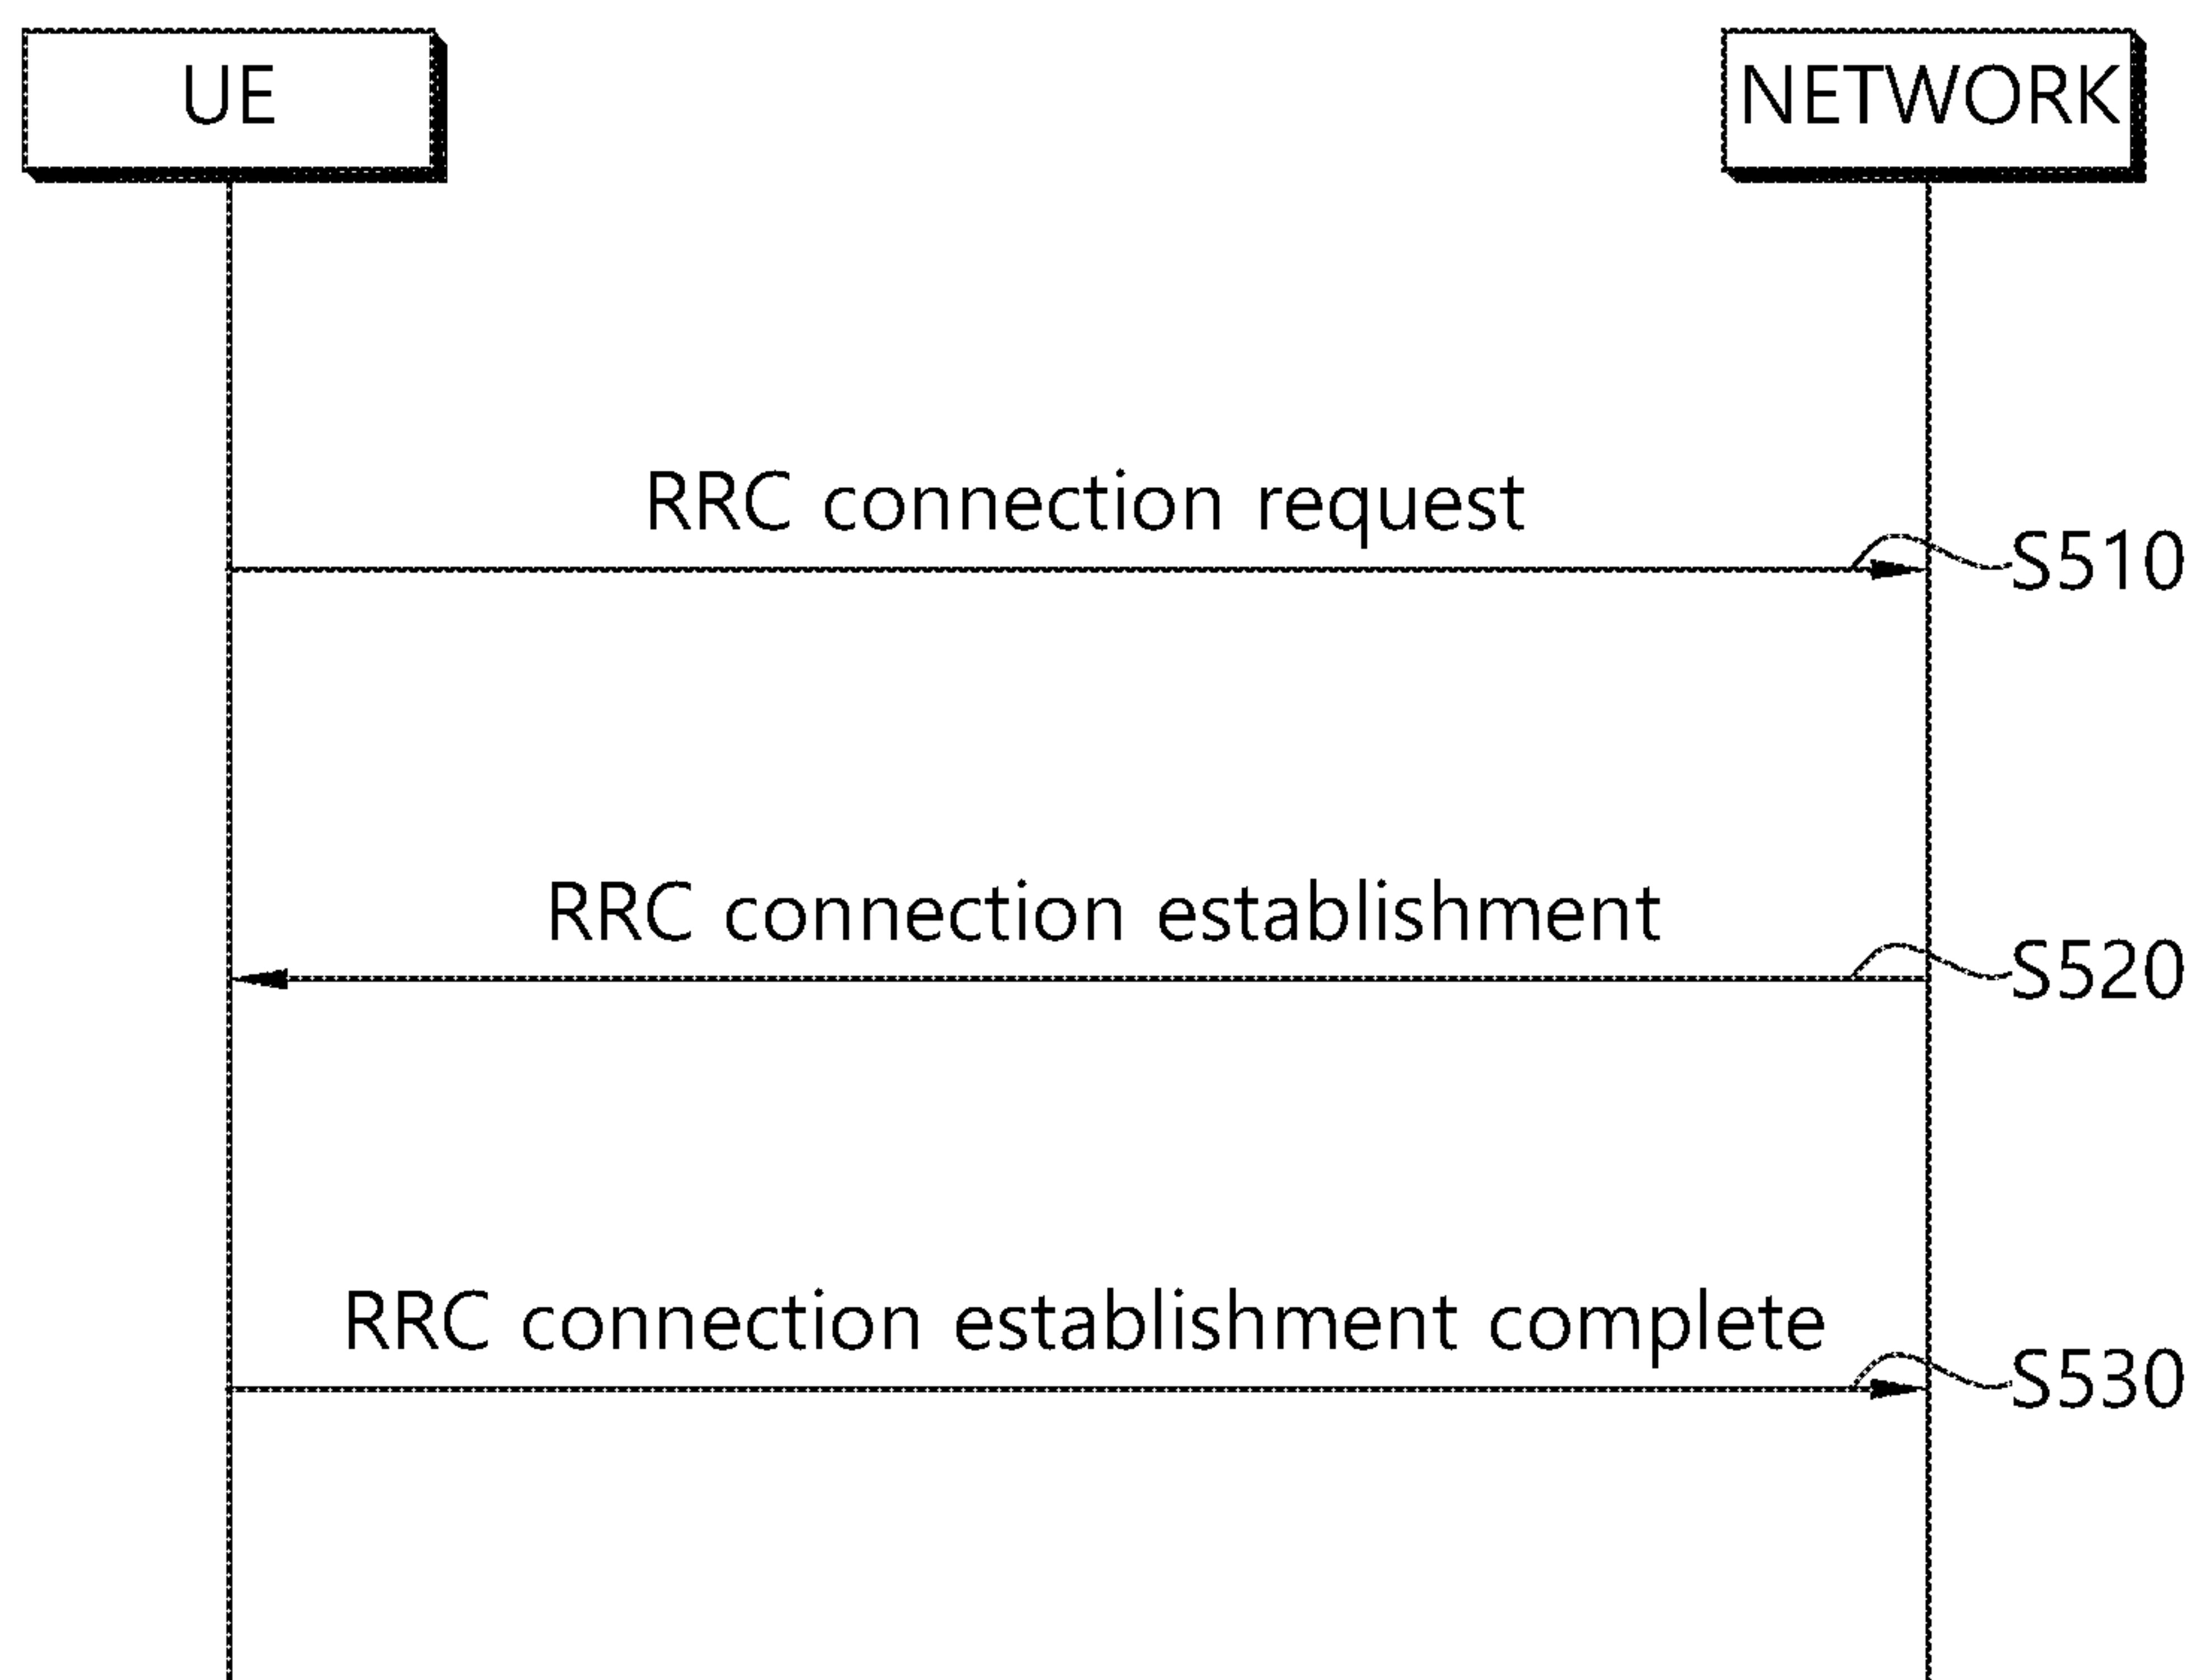 UE
NETWORK
RRC connection request
S510
RRC connection establishment
S520
RRC connection establishment complete
S530